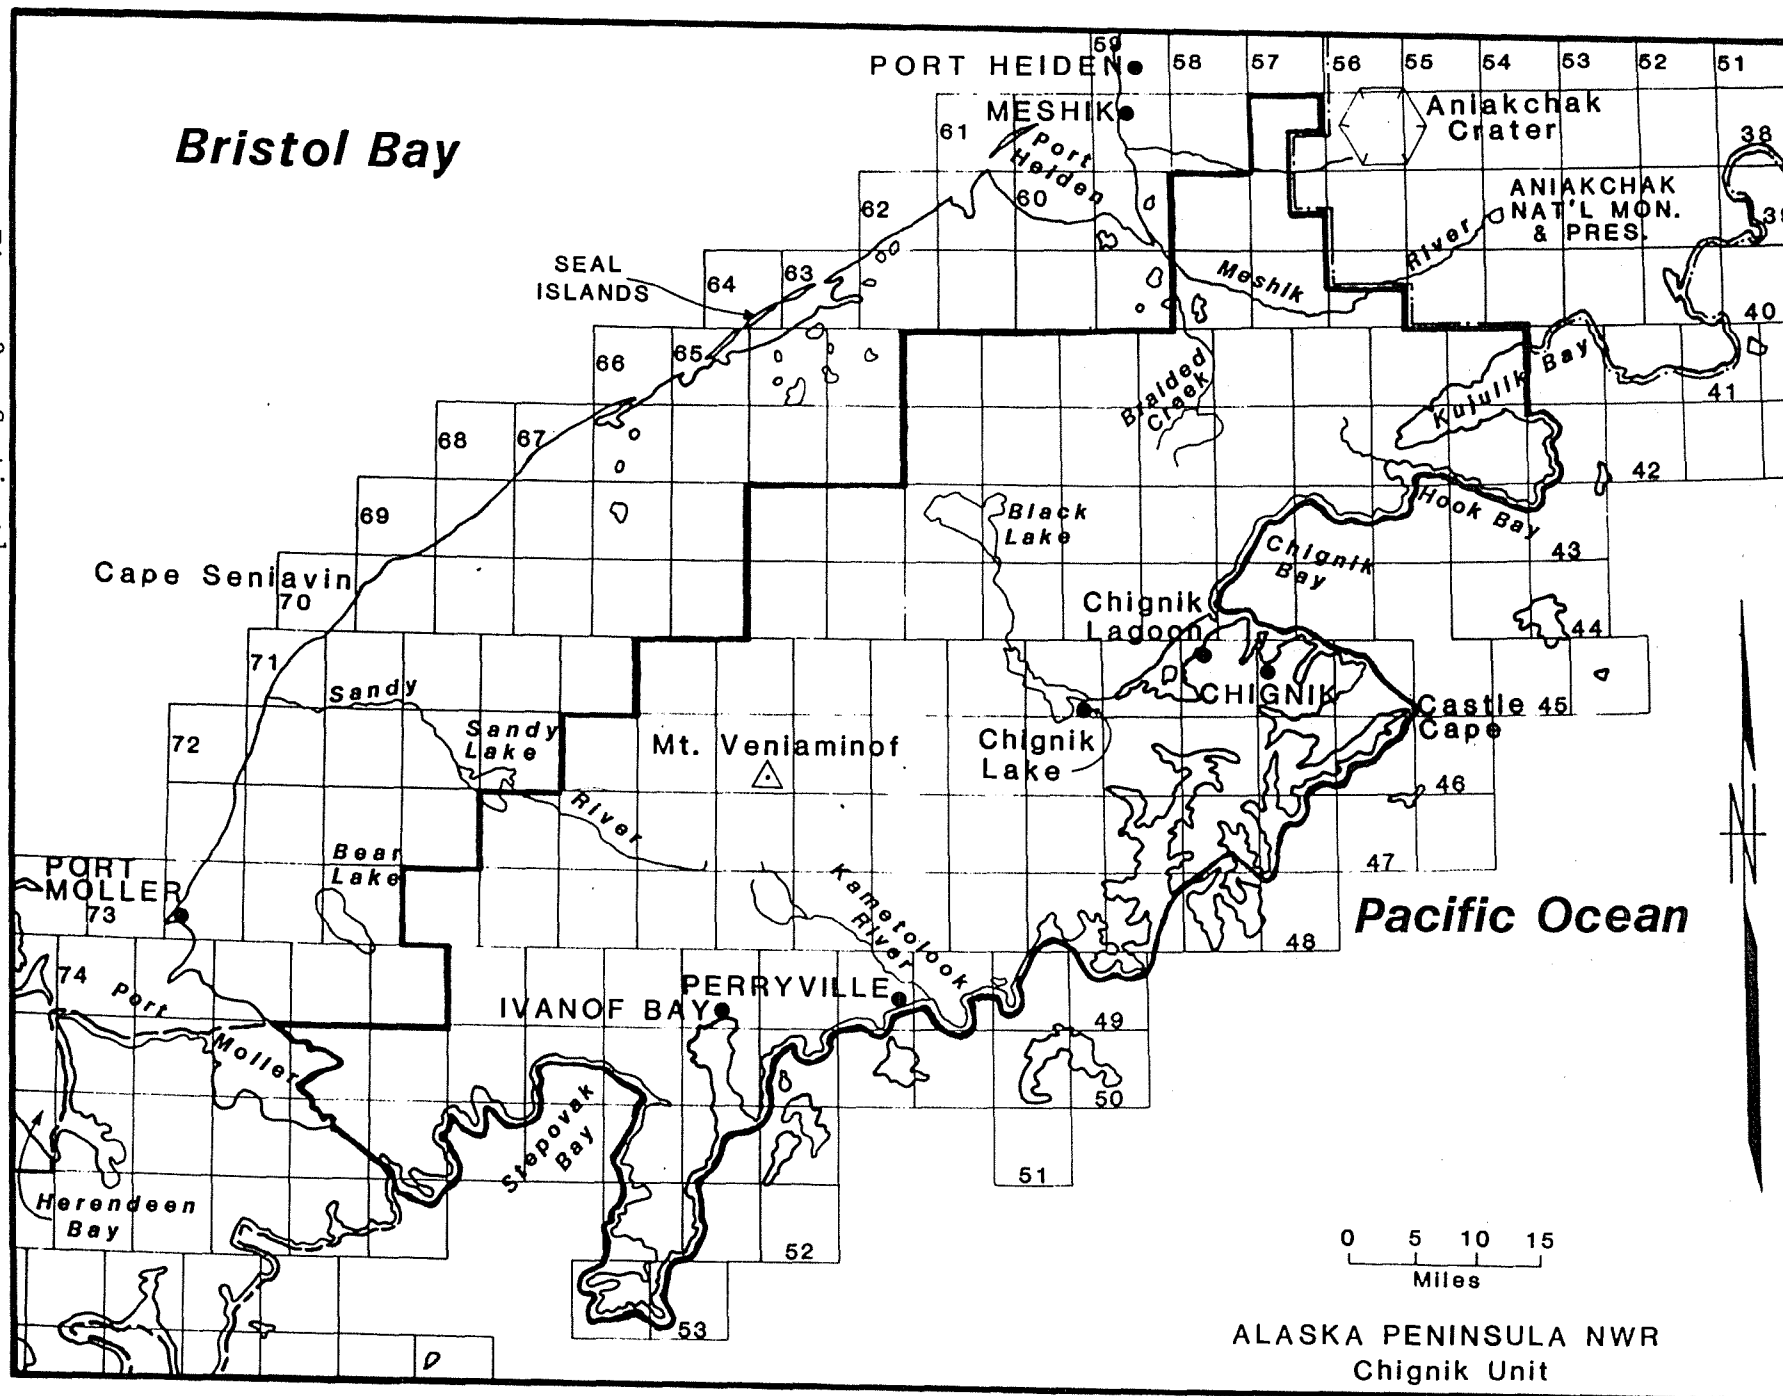 59
PORT HEIDEN
58
57
56
55
54
53
52
51
MESHIK
Aniakchak
Crater
61
Port
Heiden
38
Bristol Bay
60
62
ANIAKCHAK
NAT'L MON.
& PRES.
39
River
Meshik
SEAL
ISLANDS
64
63
40
65
66
Braided
Creek
Kujulik Bay
41
68
67
42
Hook Bay
69
Black
Lake
Chignik
Bay
43
Cape Seniavin
70
Chignik
Lagoon
44
71
Sandy
CHIGNIK
Castle
Cape
45
72
Sandy
Lake
Mt. Veniaminof
Chignik
Lake
46
River
Bear
Lake
47
PORT
MOLLER
73
Kametolook
River
Pacific Ocean
48
74
Port
PERRYVILLE
IVANOF BAY
49
Moller
50
Stepovak
Bay
51
Herendeen
Bay
52
53
N
0 5 10 15
Miles
ALASKA PENINSULA NWR
Chignik Unit